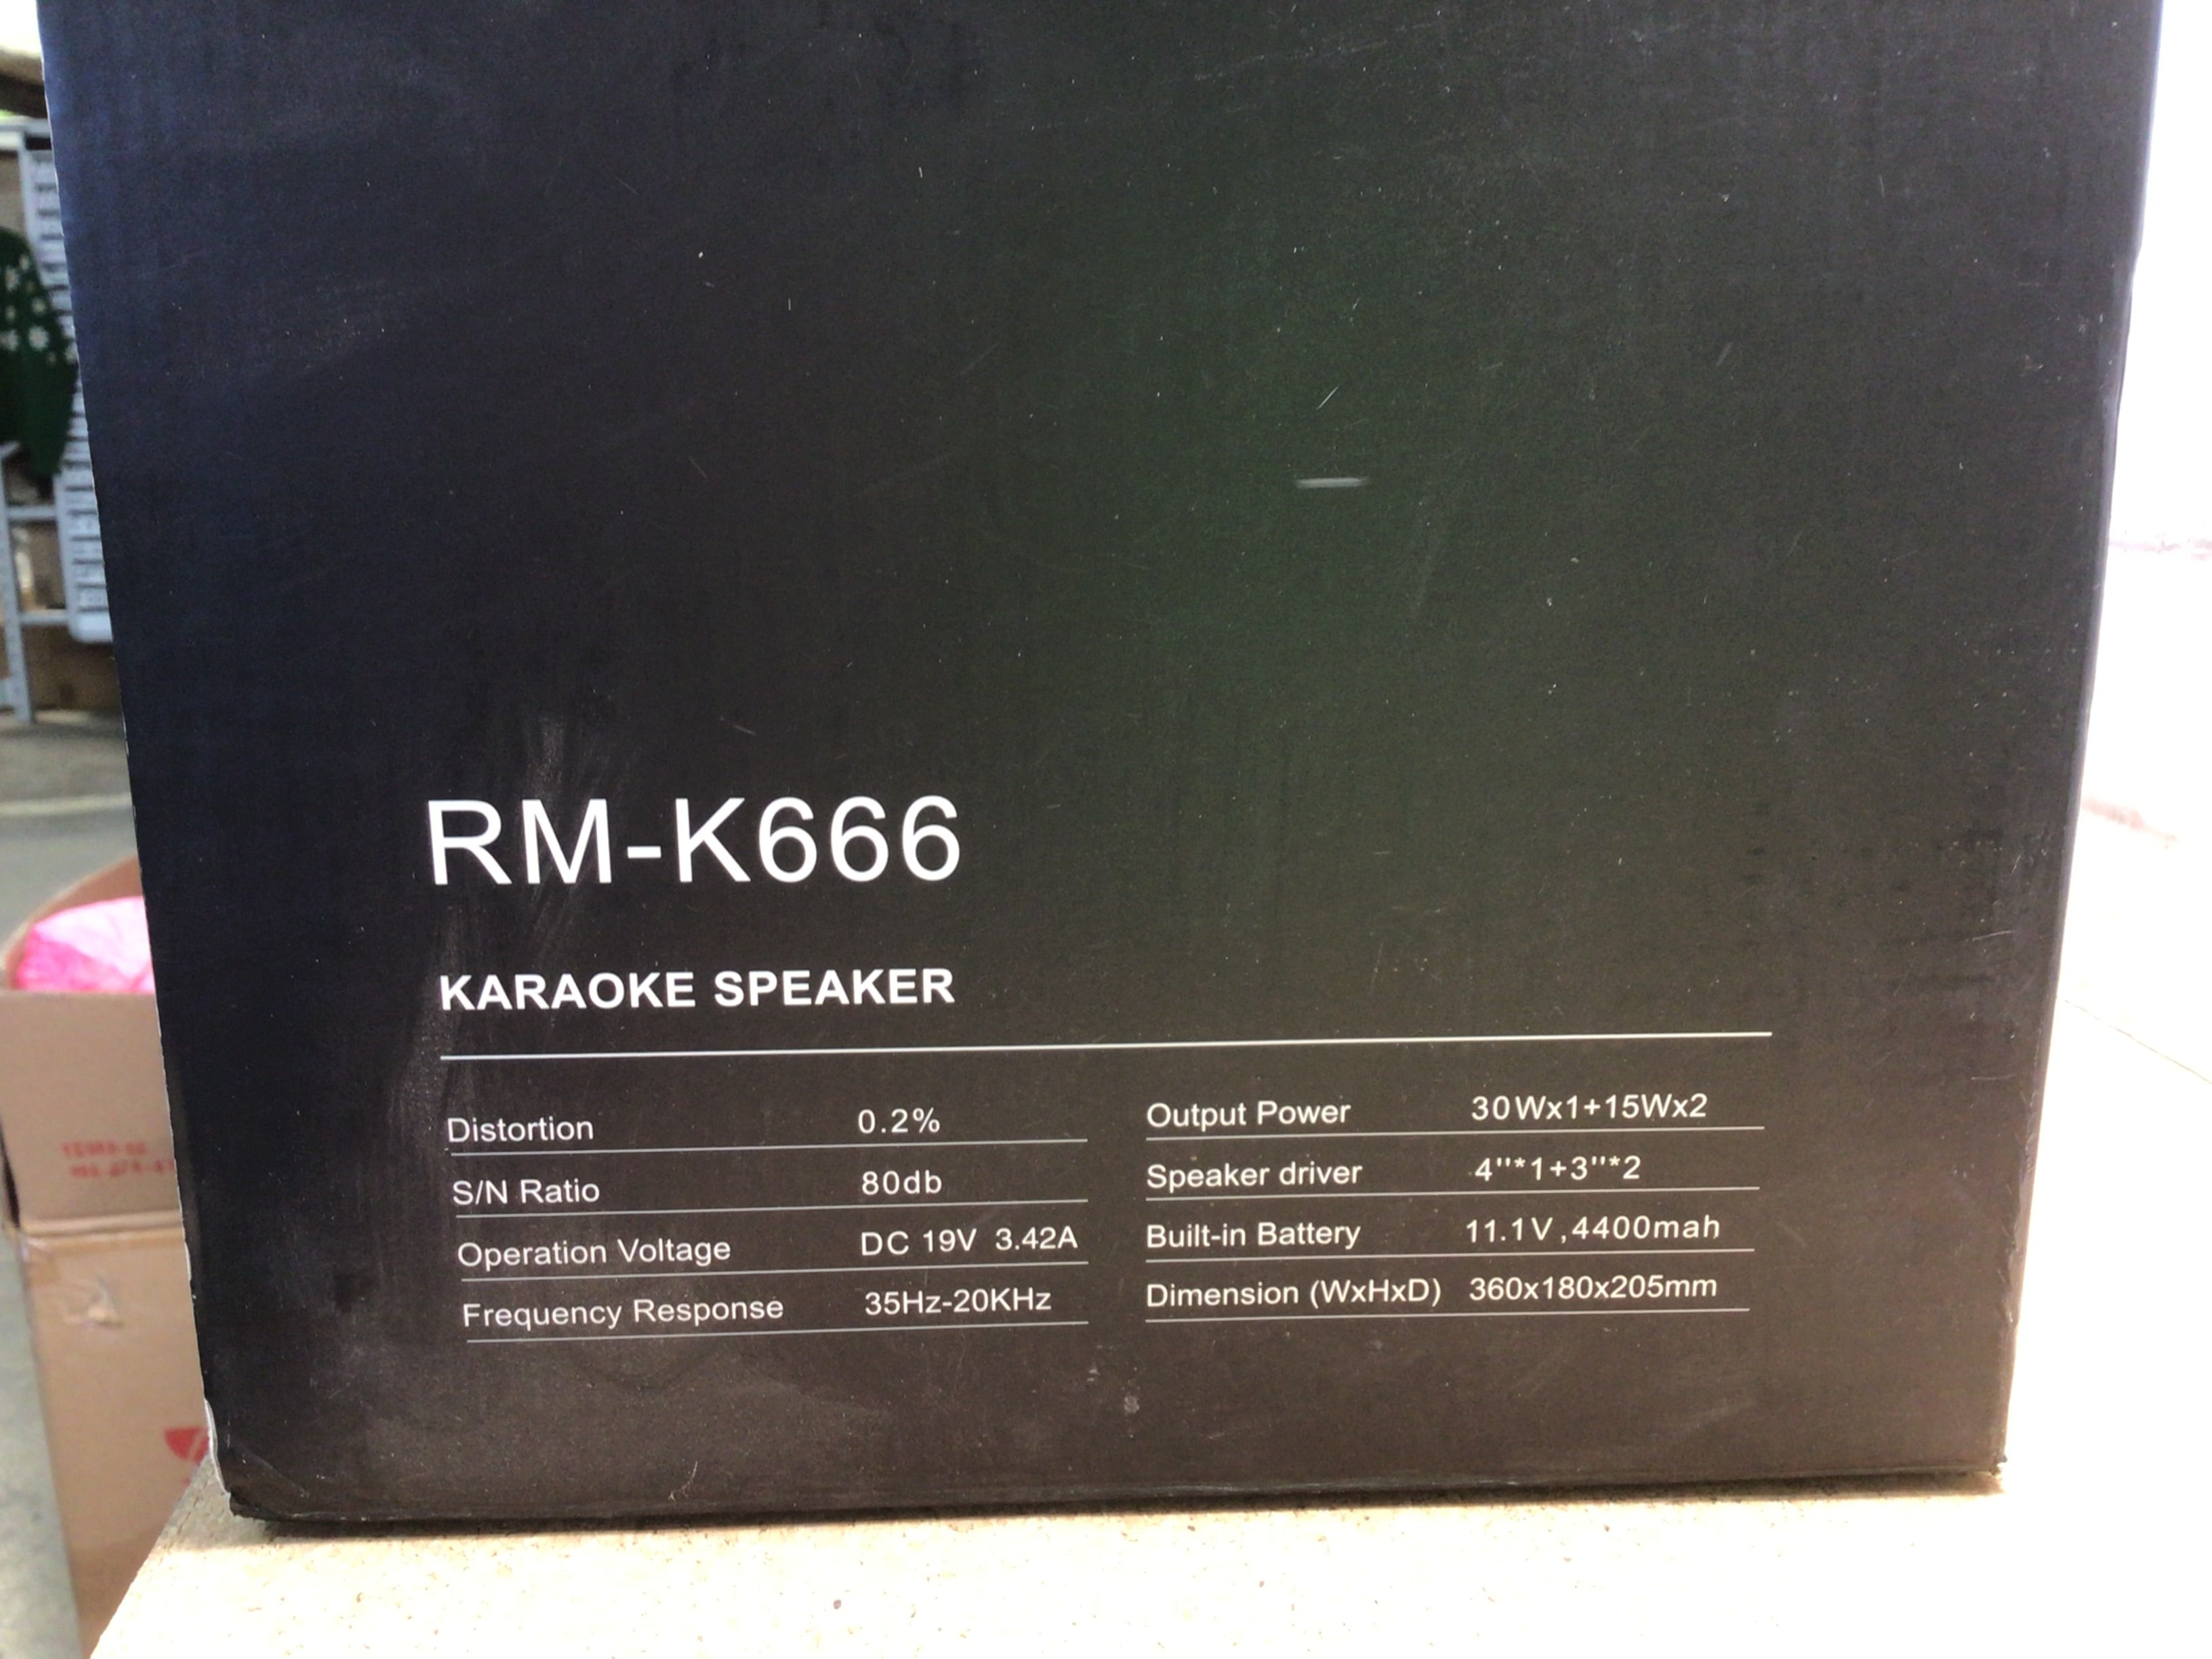 RM-K666
KARAOKE SPEAKER
Distortion 0.2%
S/N Ratio 80db
Operation Voltage DC 19V 3.42A
Frequency Response 35Hz-20KHz
Output Power 30Wx1+15Wx2
Speaker driver 4''*1+3''*2
Built-in Battery 11.1V,4400mah
Dimension (WxHxD) 360x180x205mm